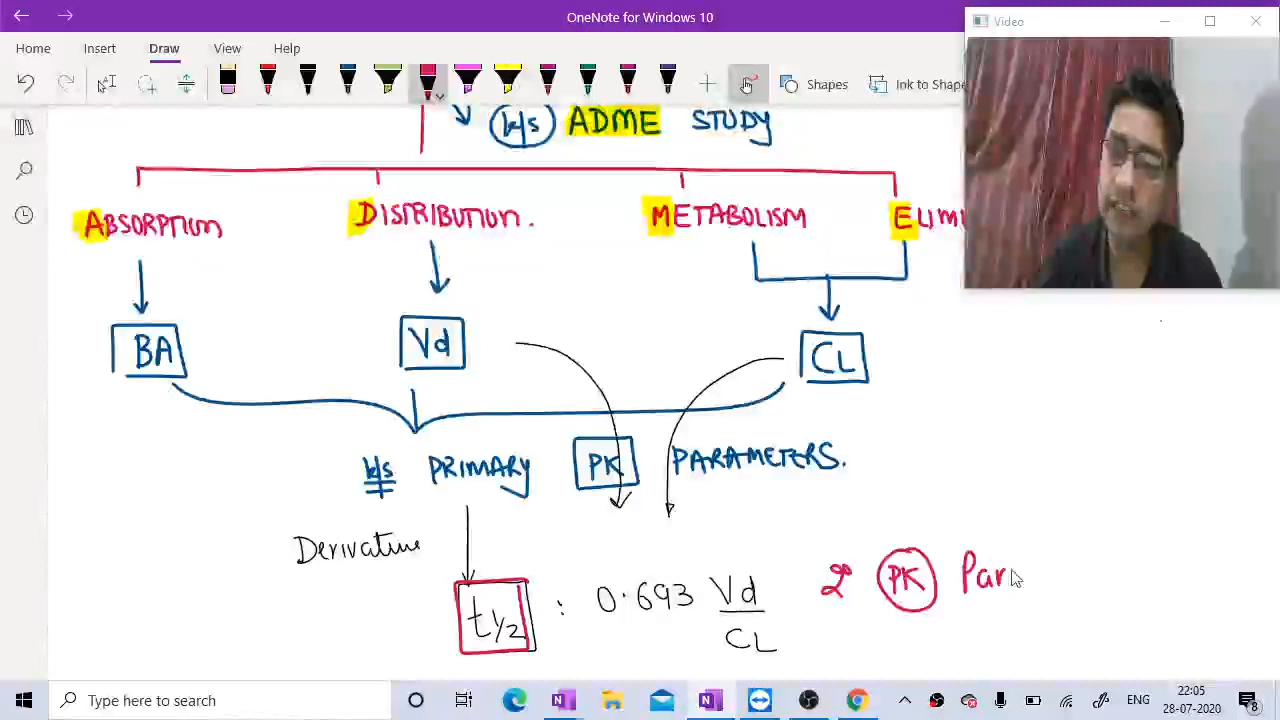 OneNote for Windows 10
Video
Home Insert Draw View Help
Shapes Ink to Shape
k/s ADME STUDY
ABSORPTION DISTRIBUTION. METABOLISM
BA Vd CL
k/s PRIMARY PK PARAMETERS.
Derivative
t1/2 : 0.693 Vd/CL 2° PK Par
Type here to search
ENG 22:05
28-07-2020 8